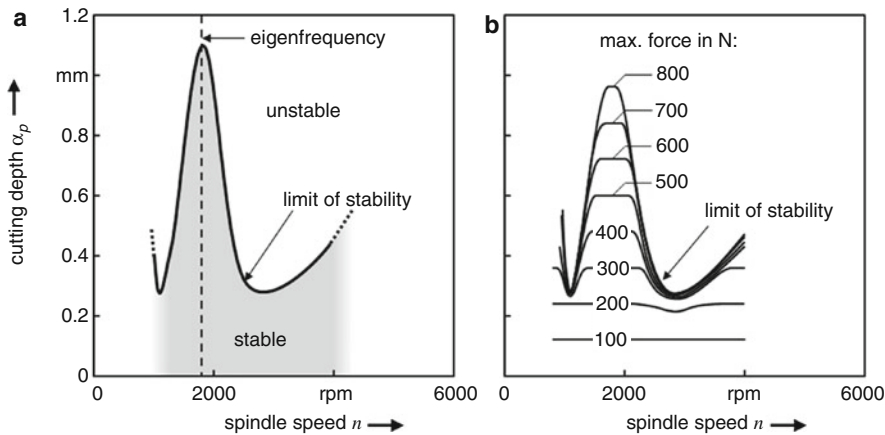 a
1.2
mm
0.8
0.6
0.4
0.2
0
cutting depth αp
eigenfrequency
unstable
limit of stability
stable
0 2000 rpm 6000
spindle speed n
b
max. force in N:
800
700
600
500
400
300
200
100
limit of stability
0 2000 rpm 6000
spindle speed n